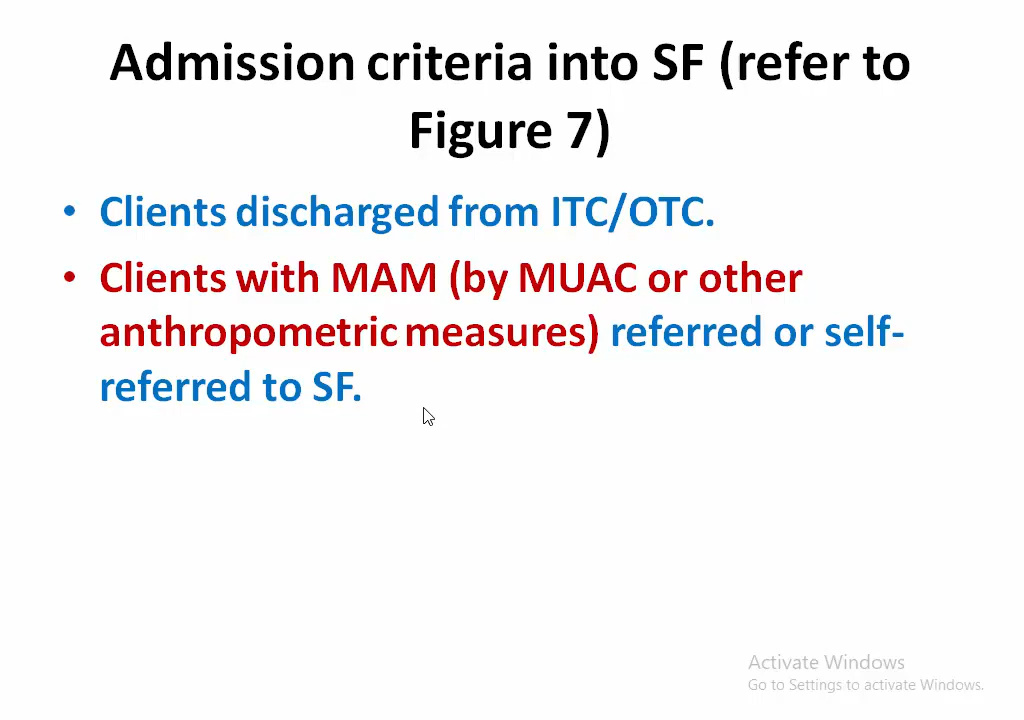 Admission criteria into SF (refer to
Figure 7)
• Clients discharged from ITC/OTC.
• Clients with MAM (by MUAC or other
anthropometric measures) referred or self-
referred to SF.
Activate Windows
Go to Settings to activate Windows.